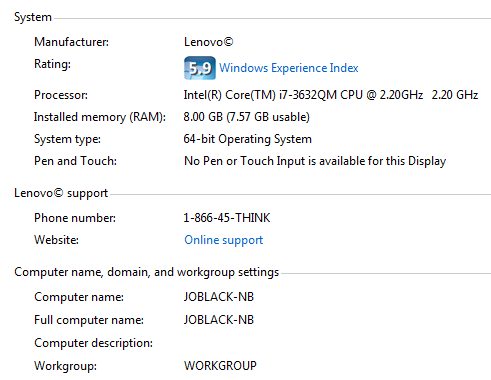 System
Manufacturer: Lenovo©
Rating: 5,9 Windows Experience Index
Processor: Intel(R) Core(TM) i7-3632QM CPU @ 2.20GHz 2.20 GHz
Installed memory (RAM): 8.00 GB (7.57 GB usable)
System type: 64-bit Operating System
Pen and Touch: No Pen or Touch Input is available for this Display
Lenovo© support
Phone number: 1-866-45-THINK
Website: Online support
Computer name, domain, and workgroup settings
Computer name: JOBLACK-NB
Full computer name: JOBLACK-NB
Computer description:
Workgroup: WORKGROUP